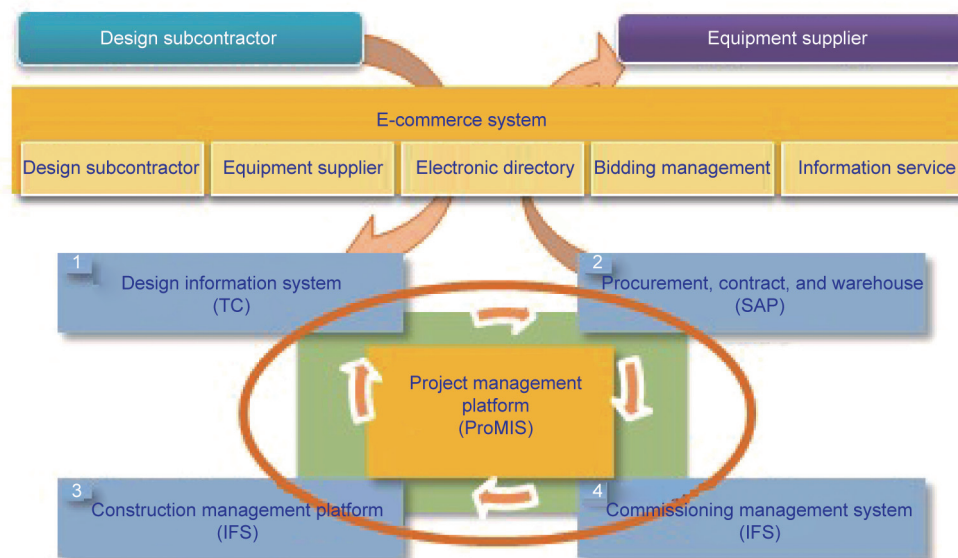 Design subcontractor
Equipment supplier
E-commerce system
Design subcontractor
Equipment supplier
Electronic directory
Bidding management
Information service
1
Design information system
(TC)
2
Procurement, contract, and warehouse
(SAP)
Project management
platform
(ProMIS)
3
Construction management platform
(IFS)
4
Commissioning management system
(IFS)